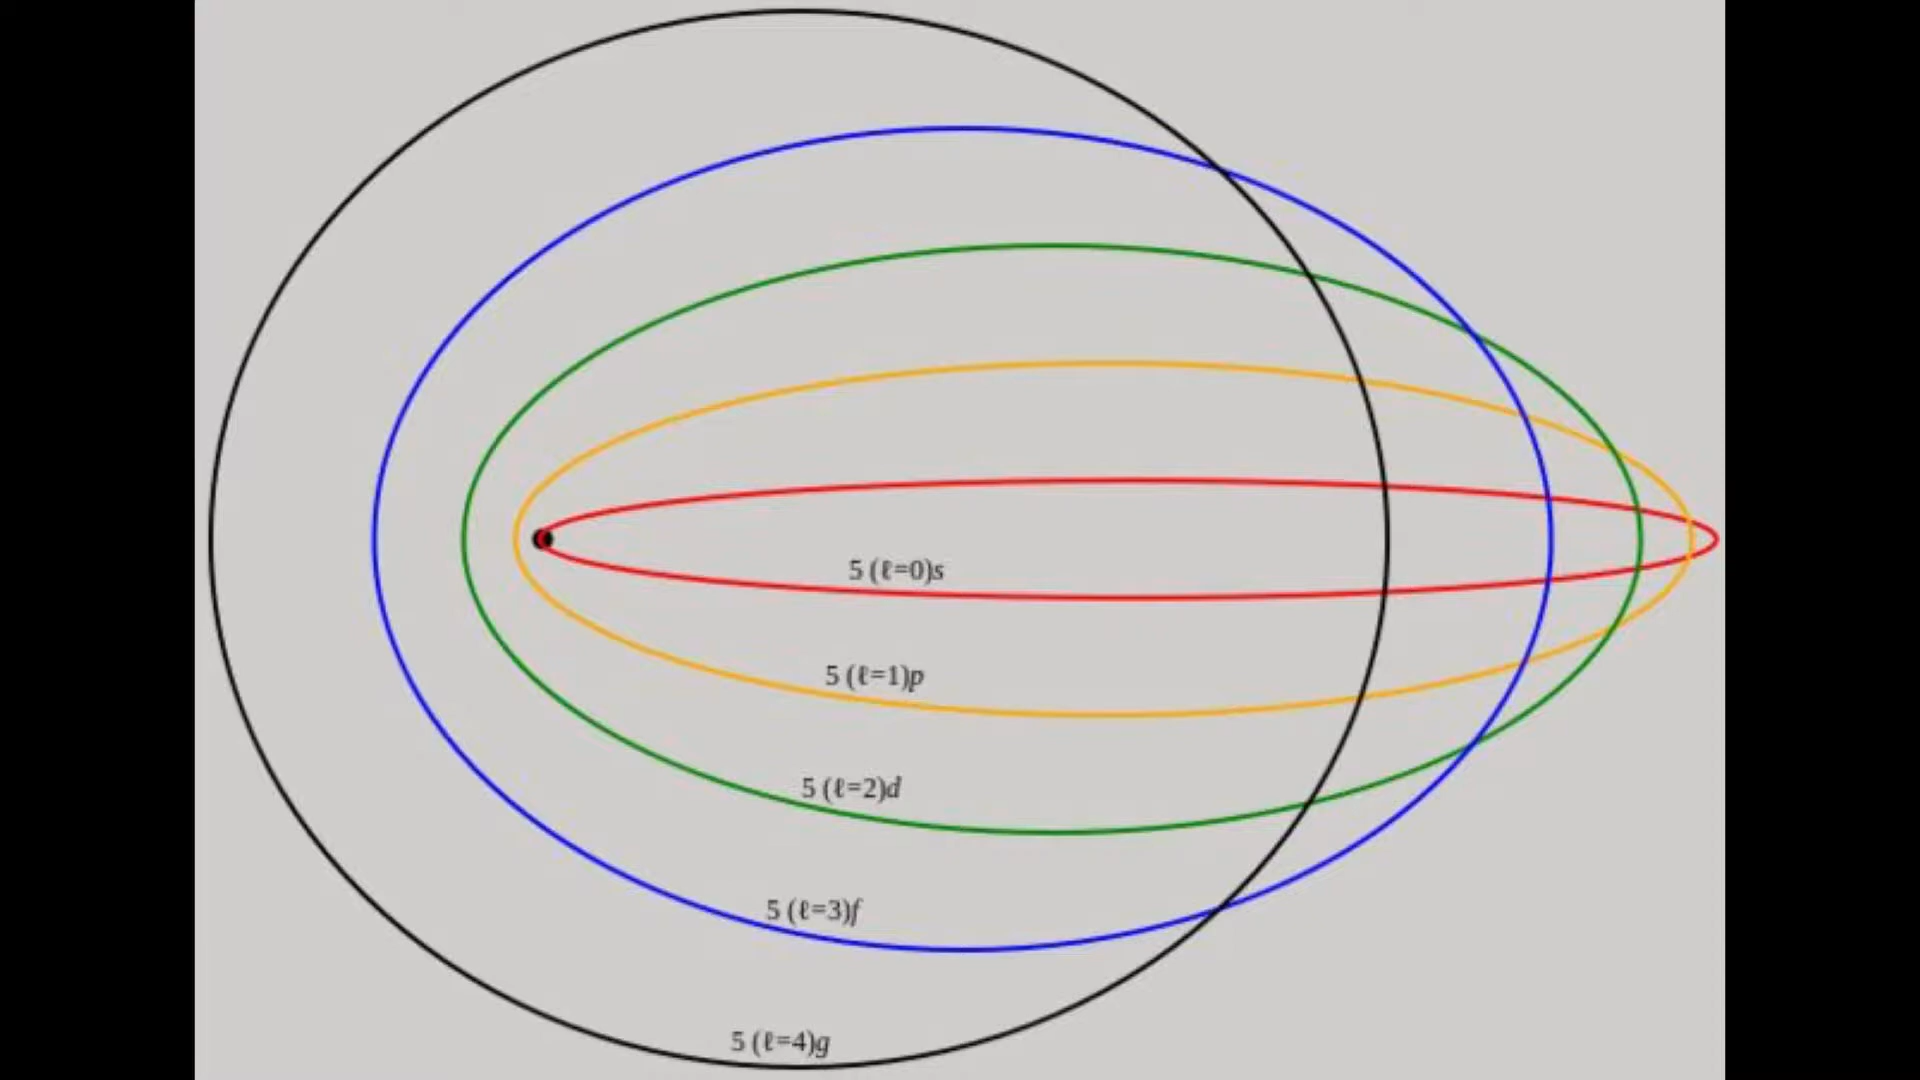 5 (ℓ=0)s
5 (ℓ=1)p
5 (ℓ=2)d
5 (ℓ=3)f
5 (ℓ=4)g